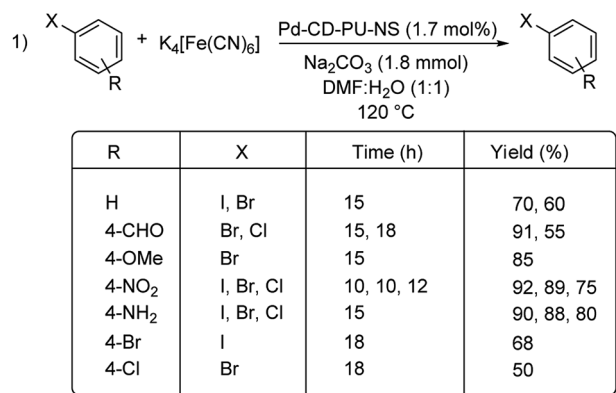 1) X R + K₄[Fe(CN)₆] Pd-CD-PU-NS (1.7 mol%) X R
Na₂CO₃ (1.8 mmol)
DMF:H₂O (1:1)
120 °C
R X Time (h) Yield (%)
H I, Br 15 70, 60
4-CHO Br, Cl 15, 18 91, 55
4-OMe Br 15 85
4-NO₂ I, Br, Cl 10, 10, 12 92, 89, 75
4-NH₂ I, Br, Cl 15 90, 88, 80
4-Br I 18 68
4-Cl Br 18 50